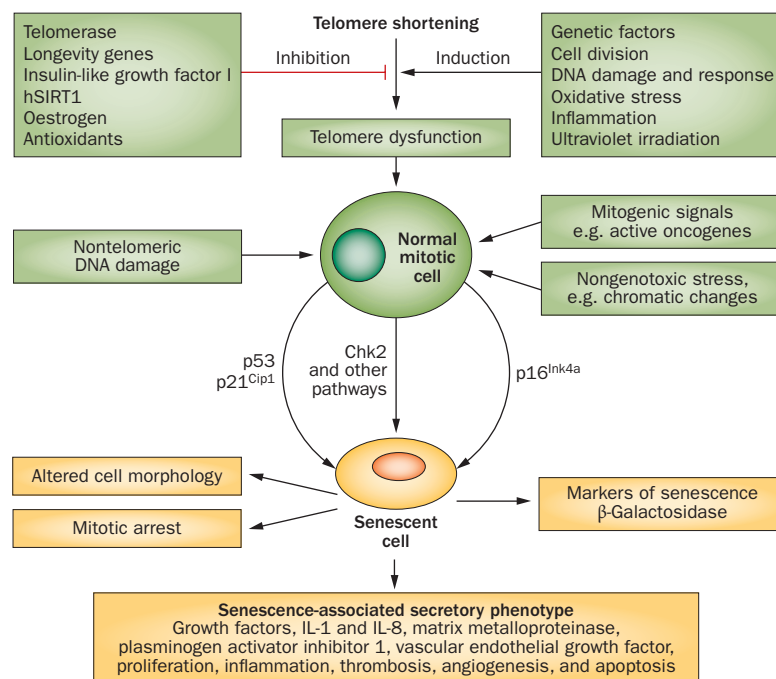 Telomerase
Longevity genes
Insulin-like growth factor I
hSIRT1
Oestrogen
Antioxidants
Telomere shortening
Inhibition
Induction
Genetic factors
Cell division
DNA damage and response
Oxidative stress
Inflammation
Ultraviolet irradiation
Telomere dysfunction
Nontelomeric
DNA damage
Normal
mitotic
cell
Mitogenic signals
e.g. active oncogenes
Nongenotoxic stress,
e.g. chromatic changes
p53
p21Cip1
Chk2
and other
pathways
p16Ink4a
Altered cell morphology
Mitotic arrest
Senescent
cell
Markers of senescence
β-Galactosidase
Senescence-associated secretory phenotype
Growth factors, IL-1 and IL-8, matrix metalloproteinase,
plasminogen activator inhibitor 1, vascular endothelial growth factor,
proliferation, inflammation, thrombosis, angiogenesis, and apoptosis